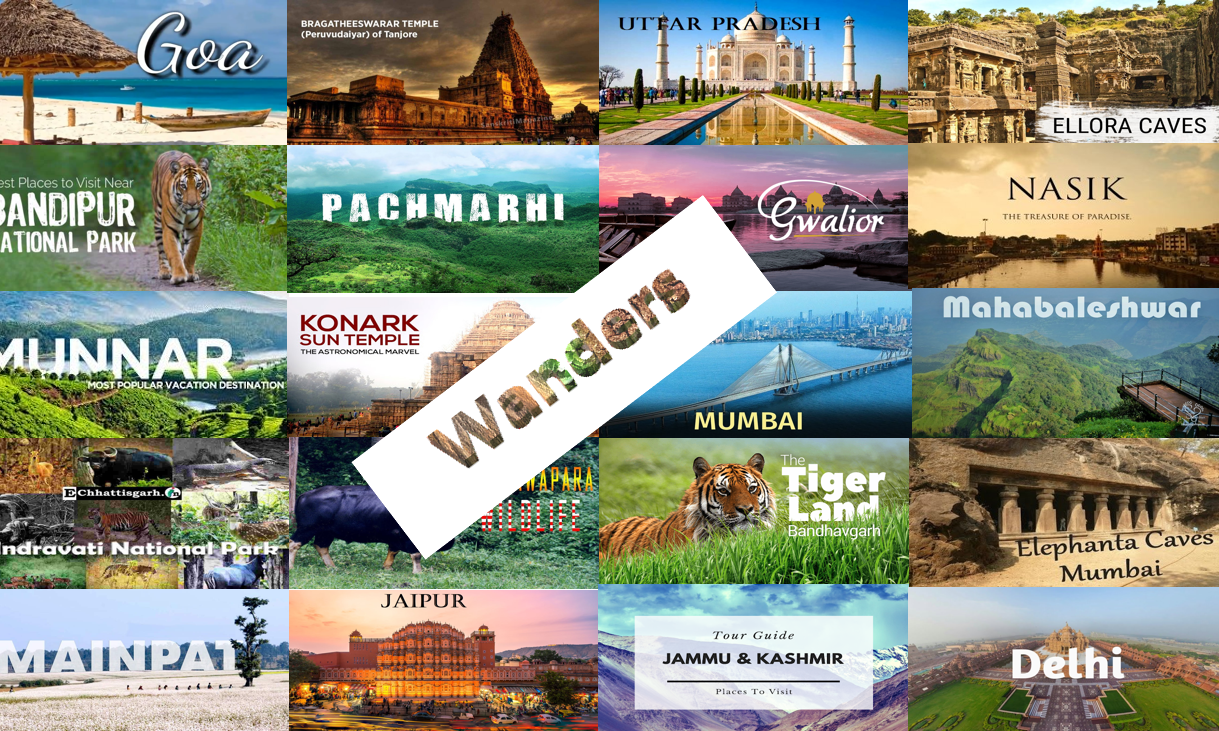 Goa
BRAGATHEESWARAR TEMPLE
(Peruvudaiyar) of Tanjore
UTTAR PRADESH
ELLORA CAVES
est Places to Visit Near
BANDIPUR
NATIONAL PARK
PACHMARHI
Gwalior
NASIK
THE TREASURE OF PARADISE.
MUNNAR
MOST POPULAR VACATION DESTINATION
KONARK
SUN TEMPLE
THE ASTRONOMICAL MARVEL
Wanders
MUMBAI
Mahabaleshwar
EChhattisgarh.in
Indravati National Park
WAPARA
WILDLIFE
The
Tiger
Land
Bandhavgarh
Elephanta Caves
Mumbai
MAINPAT
JAIPUR
Tour Guide
JAMMU & KASHMIR
Places To Visit
Delhi